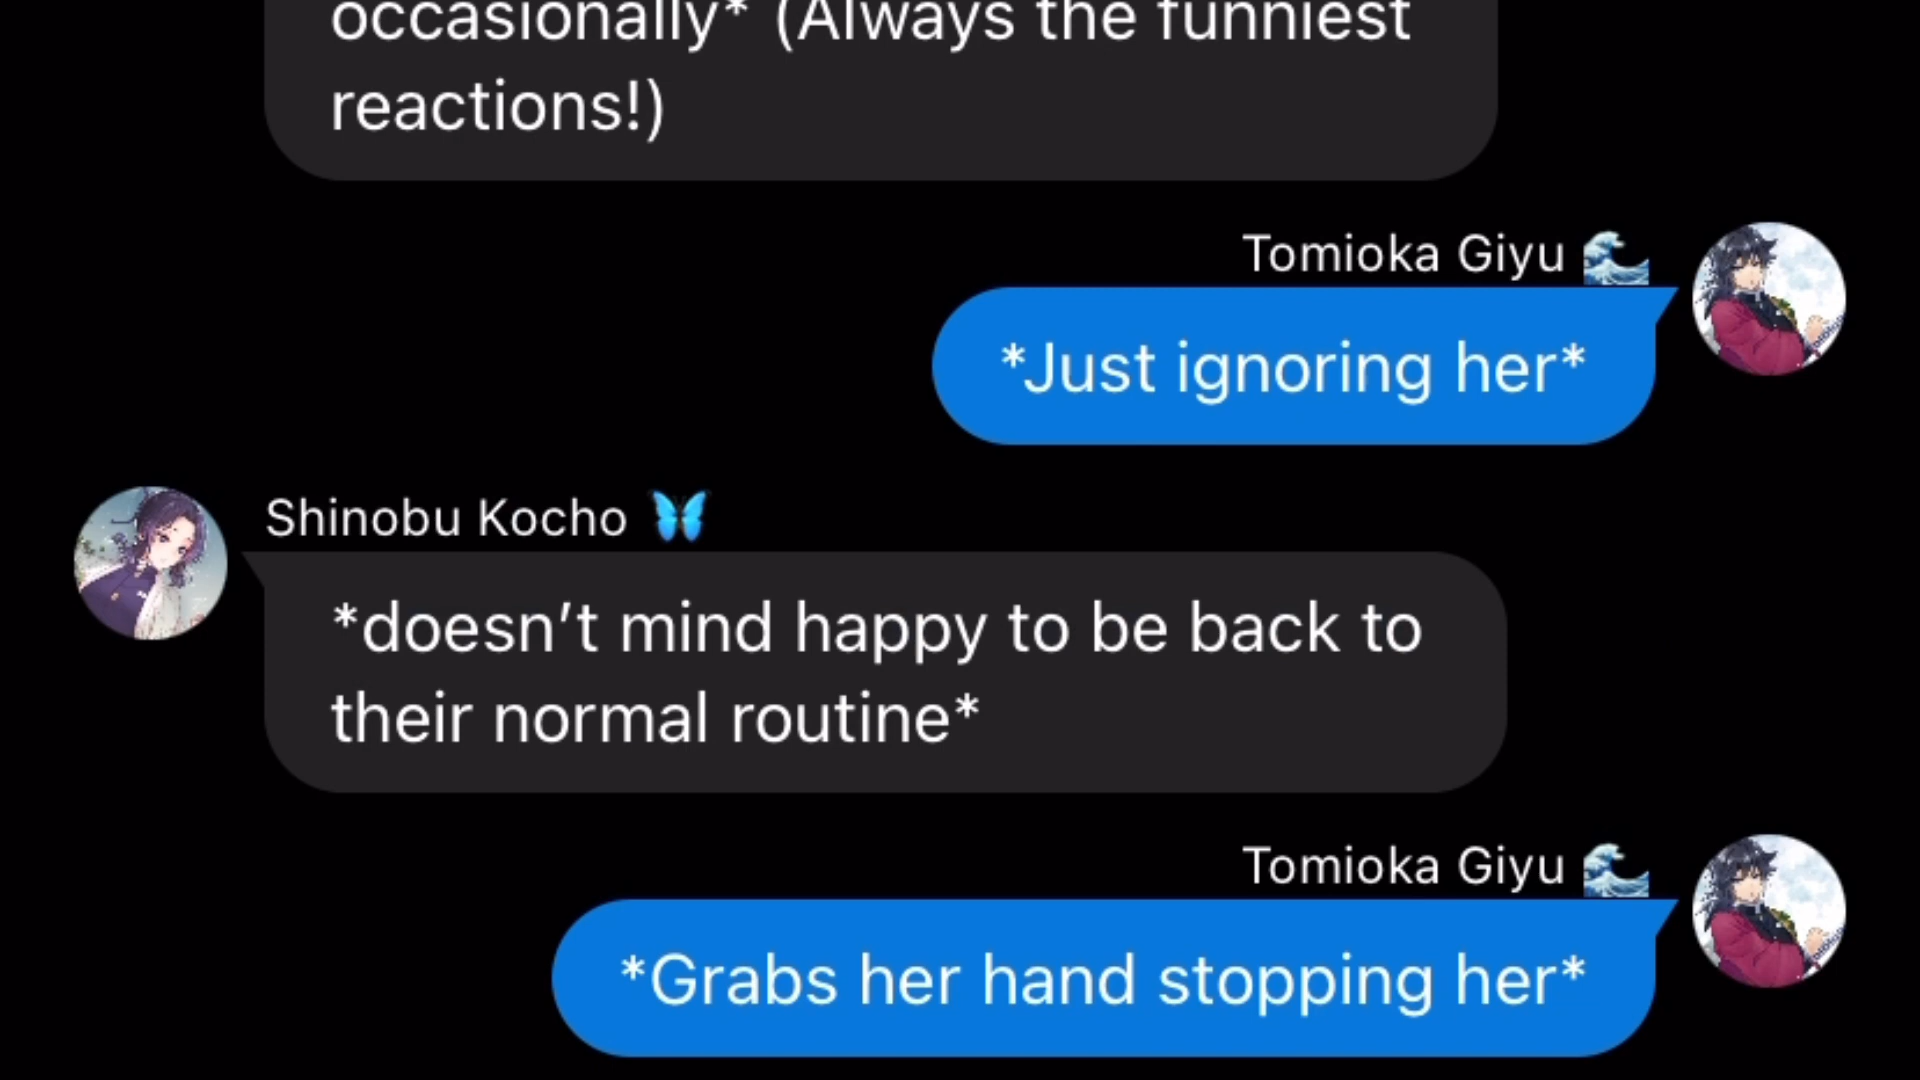 occasionally* (Always the funniest
reactions!)
Tomioka Giyu 🌊
*Just ignoring her*
Shinobu Kocho 🦋
*doesn’t mind happy to be back to
their normal routine*
Tomioka Giyu 🌊
*Grabs her hand stopping her*